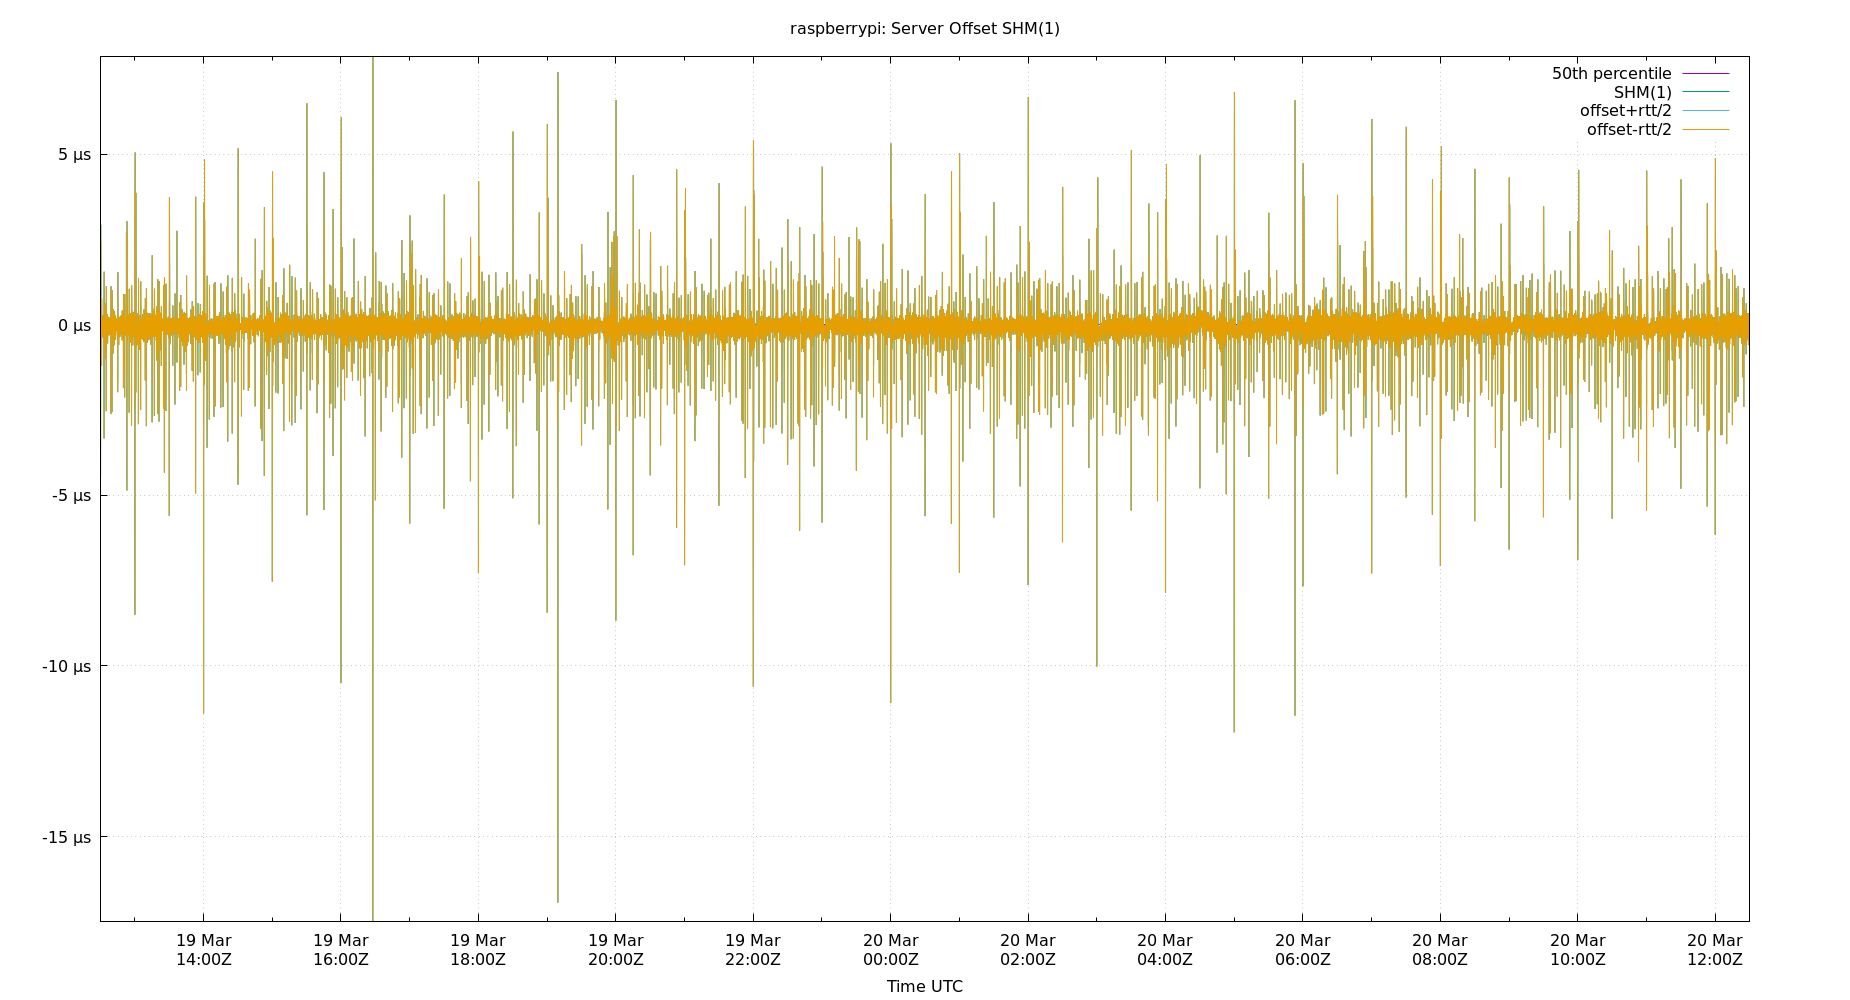 raspberrypi: Server Offset SHM(1)
50th percentile
SHM(1)
offset+rtt/2
offset-rtt/2
5 µs
0 µs
-5 µs
-10 µs
-15 µs
19 Mar 19 Mar 19 Mar 19 Mar 19 Mar 20 Mar 20 Mar 20 Mar 20 Mar 20 Mar 20 Mar 20 Mar
14:00Z 16:00Z 18:00Z 20:00Z 22:00Z 00:00Z 02:00Z 04:00Z 06:00Z 08:00Z 10:00Z 12:00Z
Time UTC